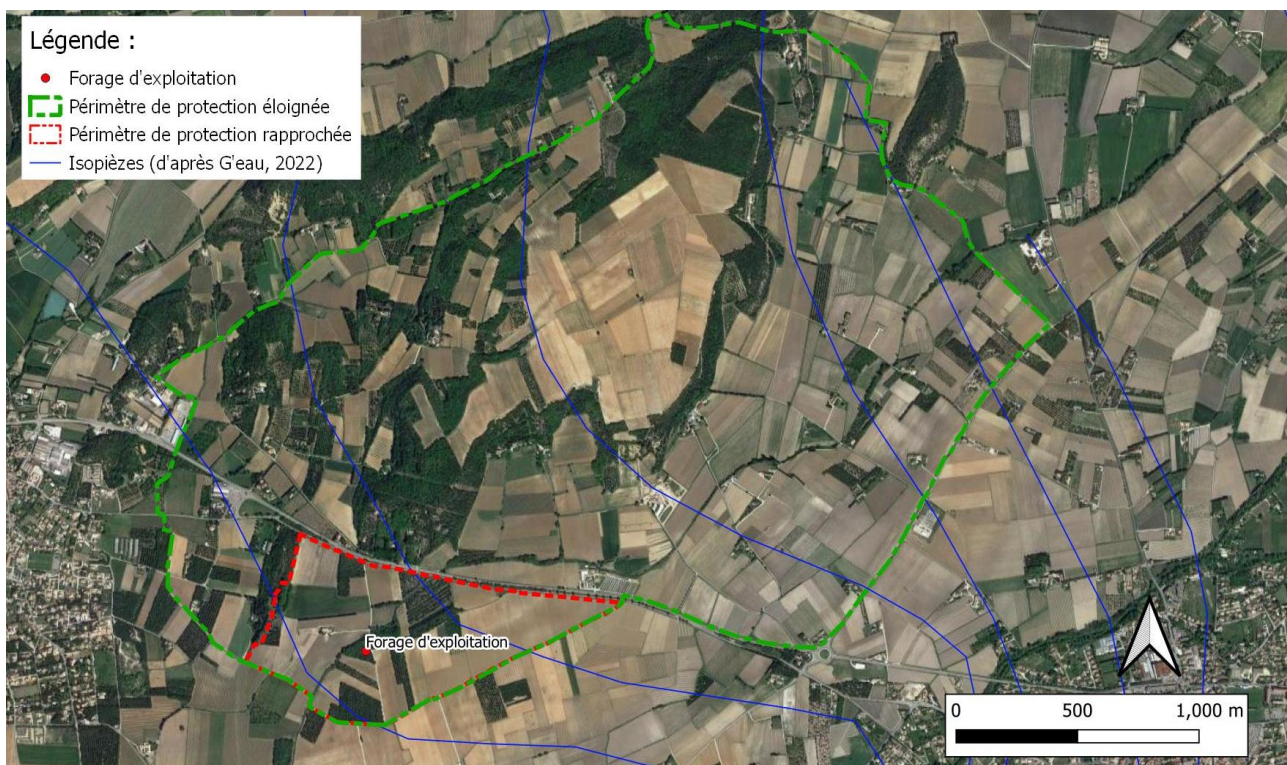 Légende :
Forage d'exploitation
Périmètre de protection éloignée
Périmètre de protection rapprochée
Isopièzes (d'après G'eau, 2022)
Forage d'exploitation
0 500 1,000 m